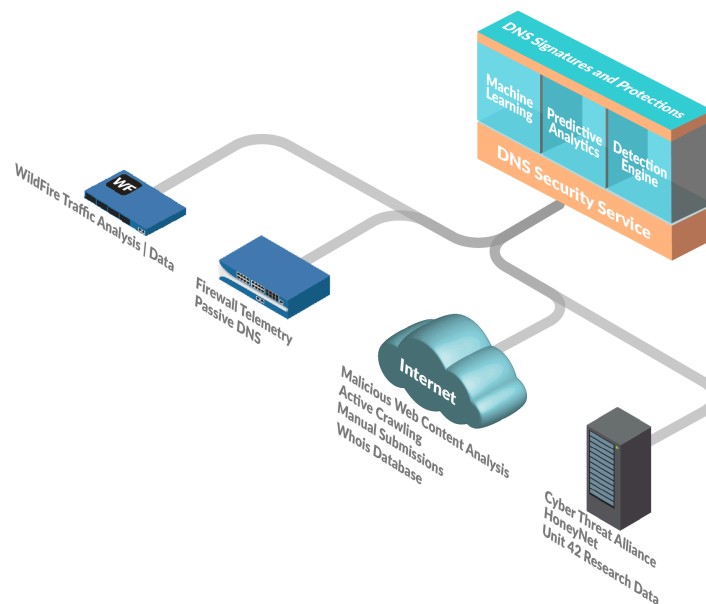 DNS Signatures and Protections
Machine
Learning
Predictive
Analytics
Detection
Engine
DNS Security Service
WF
WildFire Traffic Analysis | Data
Firewall Telemetry
Passive DNS
Internet
Malicious Web Content Analysis
Active Crawling
Manual Submissions
Whois Database
Cyber Threat Alliance
HoneyNet
Unit 42 Research Data